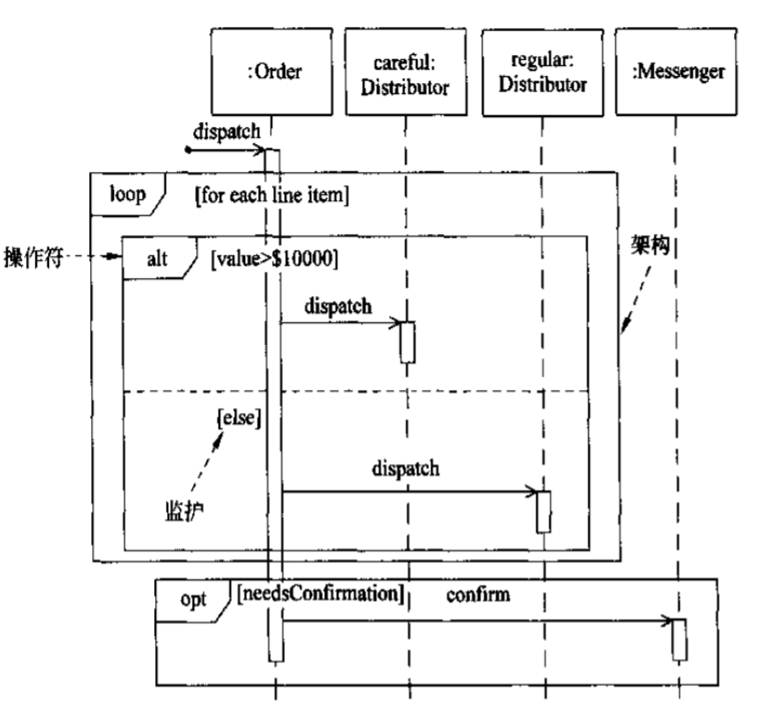 :Order
careful:
Distributor
regular:
Distributor
:Messenger
dispatch
loop
[for each line item]
操作符
alt
[value>$10000]
架构
dispatch
[else]
dispatch
监护
opt
[needsConfirmation]
confirm